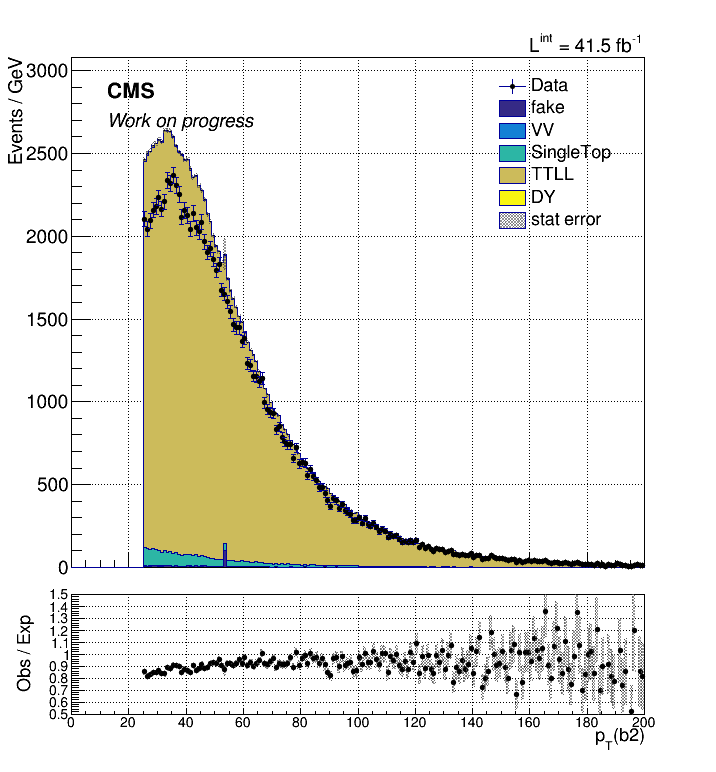 L^int = 41.5 fb^-1
Events / GeV
3000
2500
2000
1500
1000
500
0
CMS
Work on progress
Data
fake
VV
SingleTop
TTLL
DY
stat error
Obs / Exp
1.5
1.4
1.3
1.2
1.1
1
0.9
0.8
0.7
0.6
0.5
0 20 40 60 80 100 120 140 160 180 200
p_T(b2)